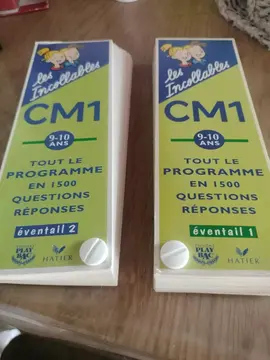 les
Incollables
CM1
9-10
ANS
TOUT LE
PROGRAMME
EN 1500
QUESTIONS
RÉPONSES
éventail 2
PLAY
BAC
HATIER
les
Incollables
CM1
9-10
ANS
TOUT LE
PROGRAMME
EN 1500
QUESTIONS
RÉPONSES
éventail 1
PLAY
BAC
HATIER